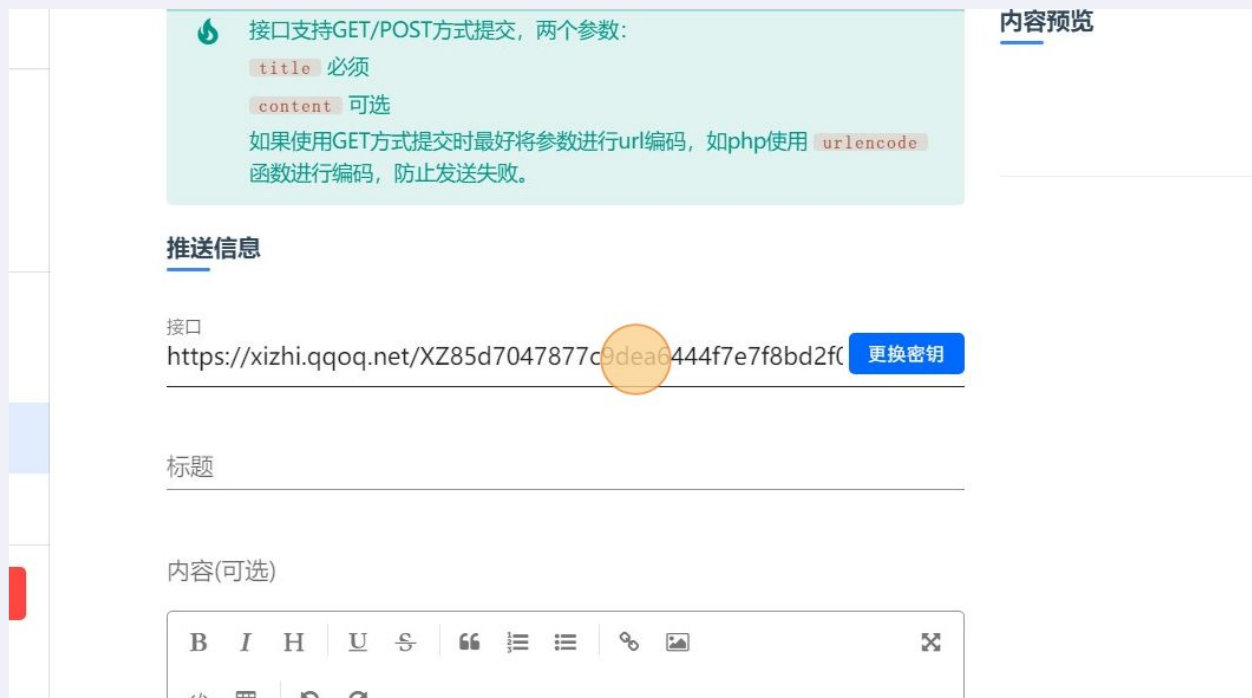 接口支持GET/POST方式提交，两个参数：
title 必须
content 可选
如果使用GET方式提交时最好将参数进行url编码，如php使用 urlencode
函数进行编码，防止发送失败。
内容预览
推送信息
接口
https://xizhi.qqoq.net/XZ85d7047877c9dea6444f7e7f8bd2f0
更换密钥
标题
内容(可选)
B I H U S